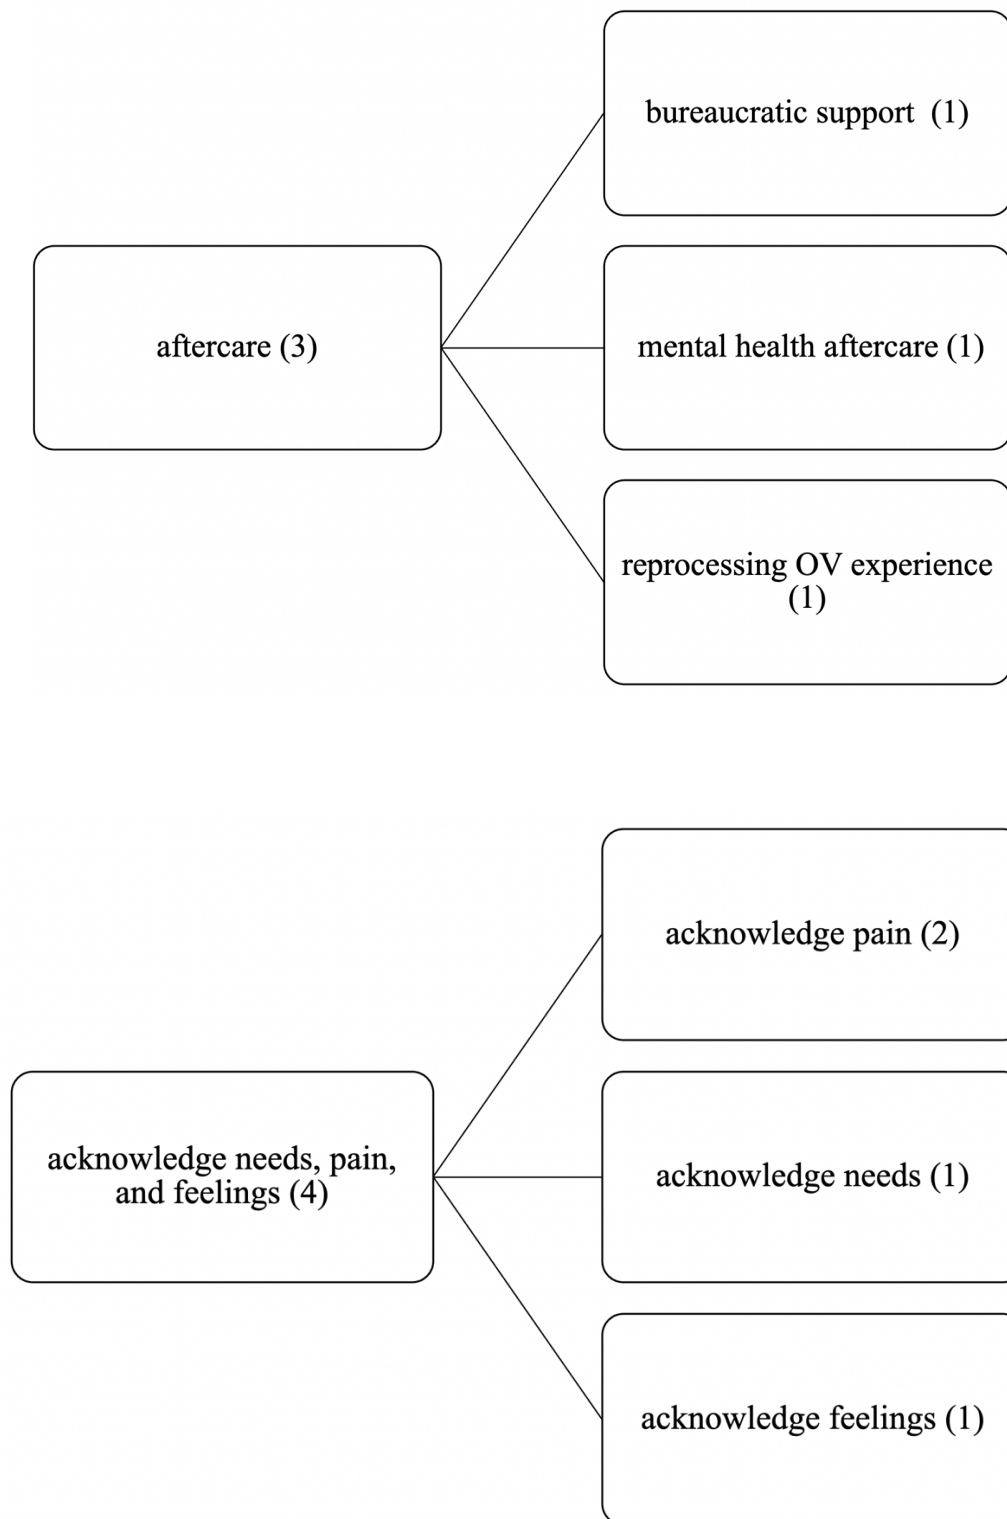 bureaucratic support  (1)
aftercare (3)
mental health aftercare (1)
reprocessing OV experience
(1)
acknowledge pain (2)
acknowledge needs, pain,
and feelings (4)
acknowledge needs (1)
acknowledge feelings (1)